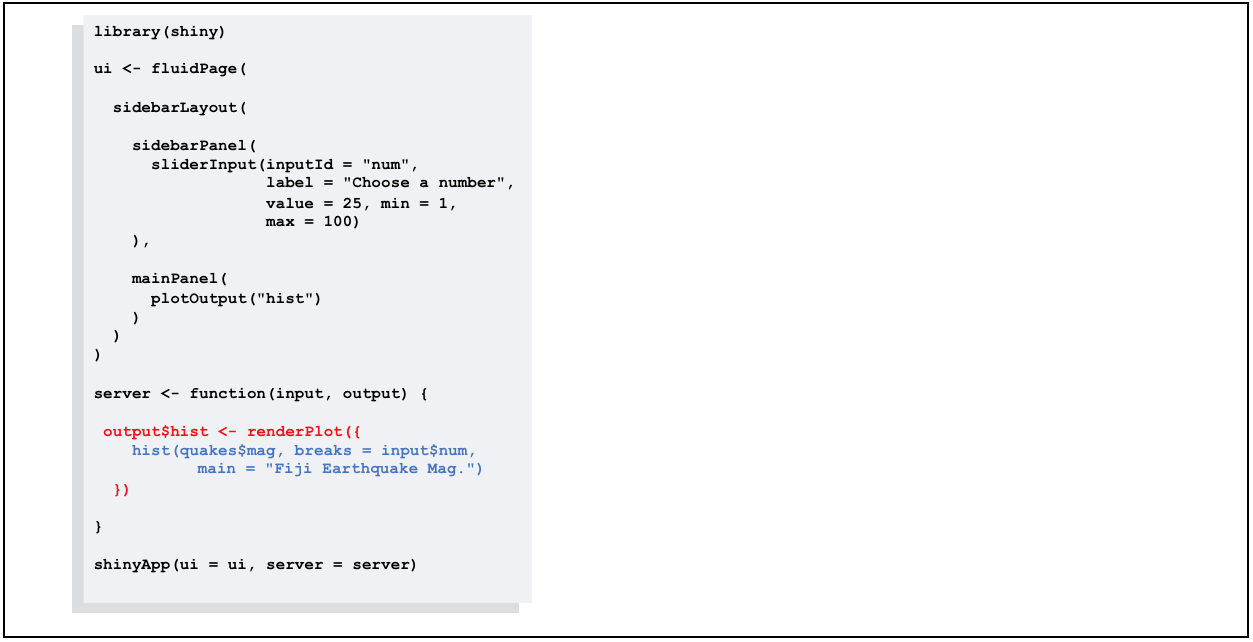 library(shiny)
ui <- fluidPage(
sidebarLayout(
sidebarPanel(
sliderInput(inputId = "num",
label = "Choose a number",
value = 25, min = 1,
max = 100)
),
mainPanel(
plotOutput("hist")
)
)
)
server <- function(input, output) {
output$hist <- renderPlot({
hist(quakes$mag, breaks = input$num,
main = "Fiji Earthquake Mag.")
})
}
shinyApp(ui = ui, server = server)